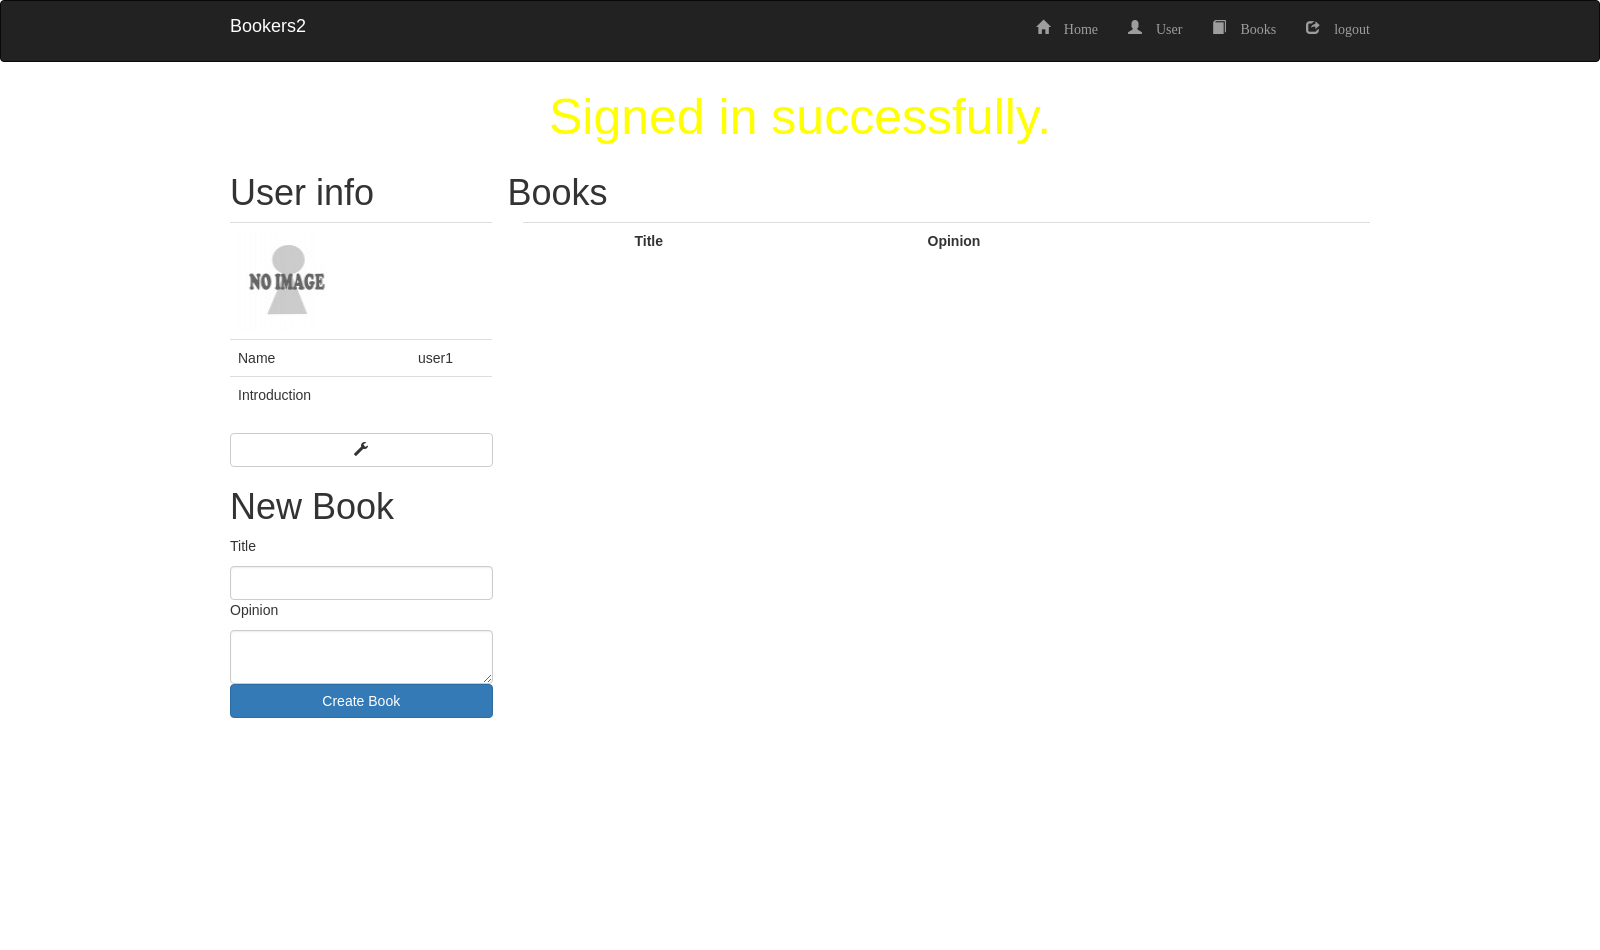 Bookers2
Home User Books logout
Signed in successfully.
User info
NO IMAGE
Name user1
Introduction
New Book
Title
Opinion
Create Book
Books
Title Opinion